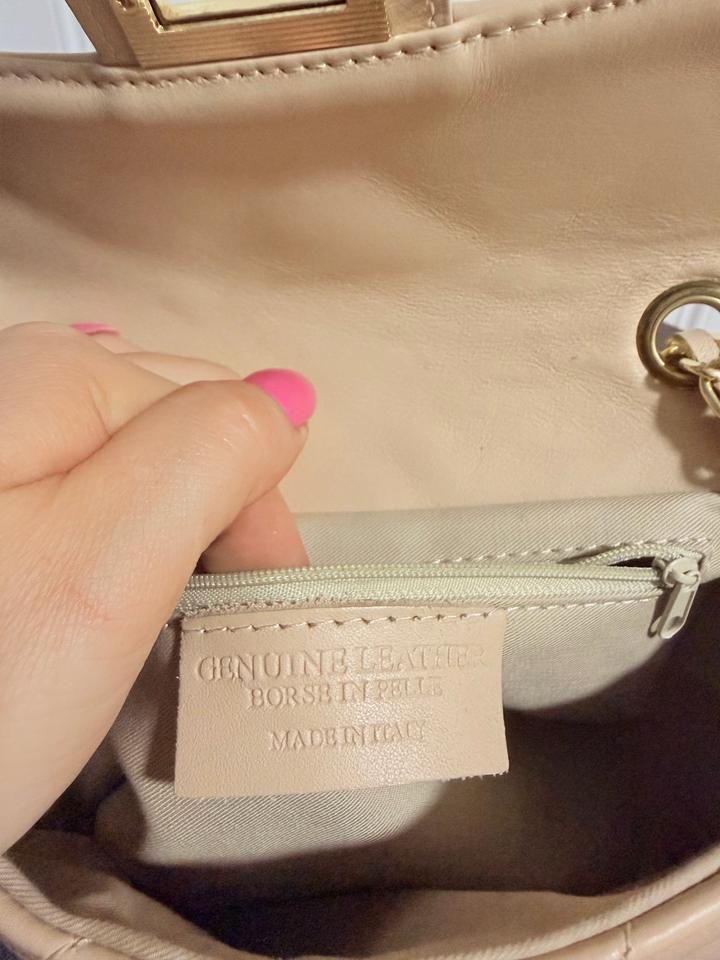 GENUINE LEATHER
BORSE IN PELLE
MADE IN ITALY